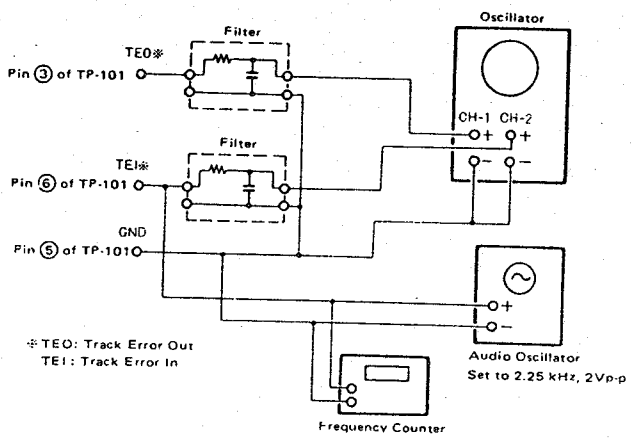 Oscillator
Filter
TEO※
Pin ③ of TP-101
CH-1 CH-2
+ +
− −
Filter
TEI※
Pin ⑥ of TP-101
GND
Pin ⑤ of TP-101
+
−
※TEO: Track Error Out
TEI: Track Error In
Audio Oscillator
Set to 2.25 kHz, 2Vp-p
Frequency Counter